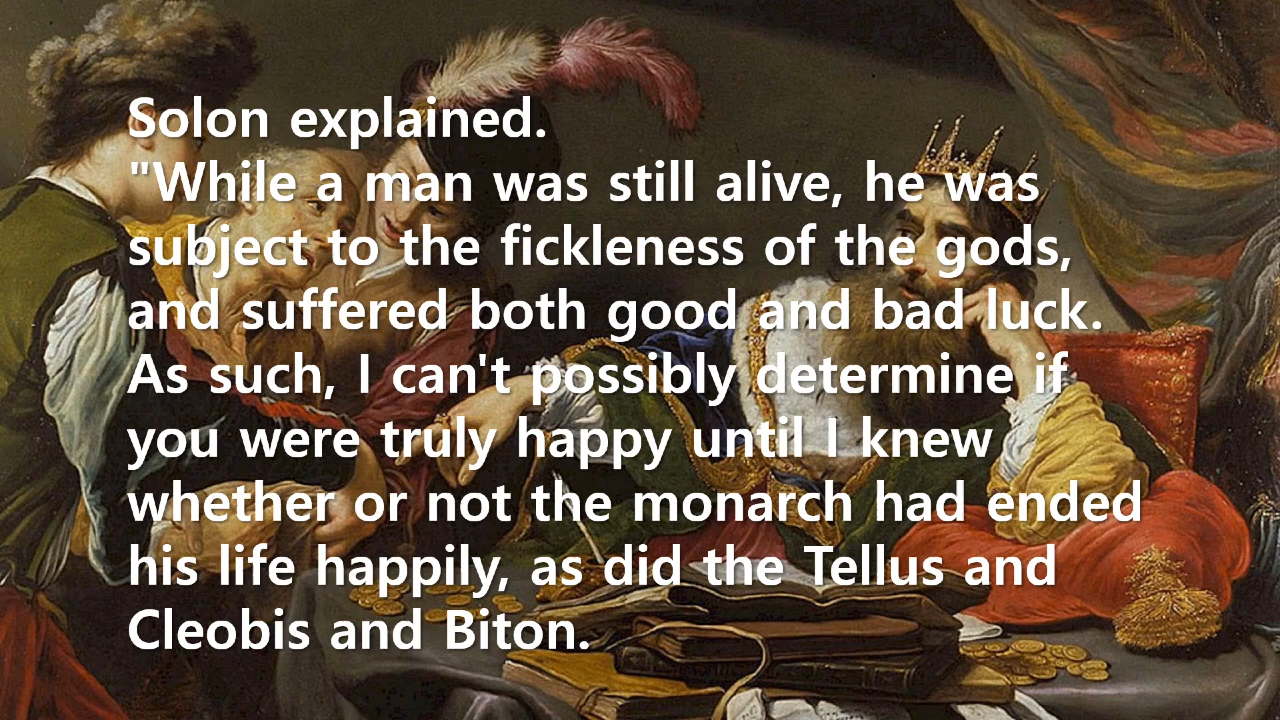 Solon explained.
"While a man was still alive, he was
subject to the fickleness of the gods,
and suffered both good and bad luck.
As such, I can't possibly determine if
you were truly happy until I knew
whether or not the monarch had ended
his life happily, as did the Tellus and
Cleobis and Biton.